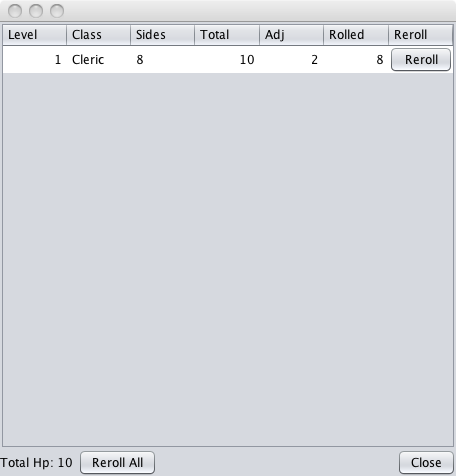 Level Class Sides Total Adj Rolled Reroll
1 Cleric 8 10 2 8 Reroll
Total Hp: 10 Reroll All Close